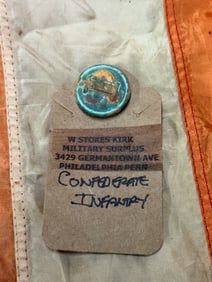 W STOKES KIRK
MILITARY SURPLUS
3429 GERMANTOWN AVE
PHILADELPHIA PENN
CONFEDERATE
INFANTRY